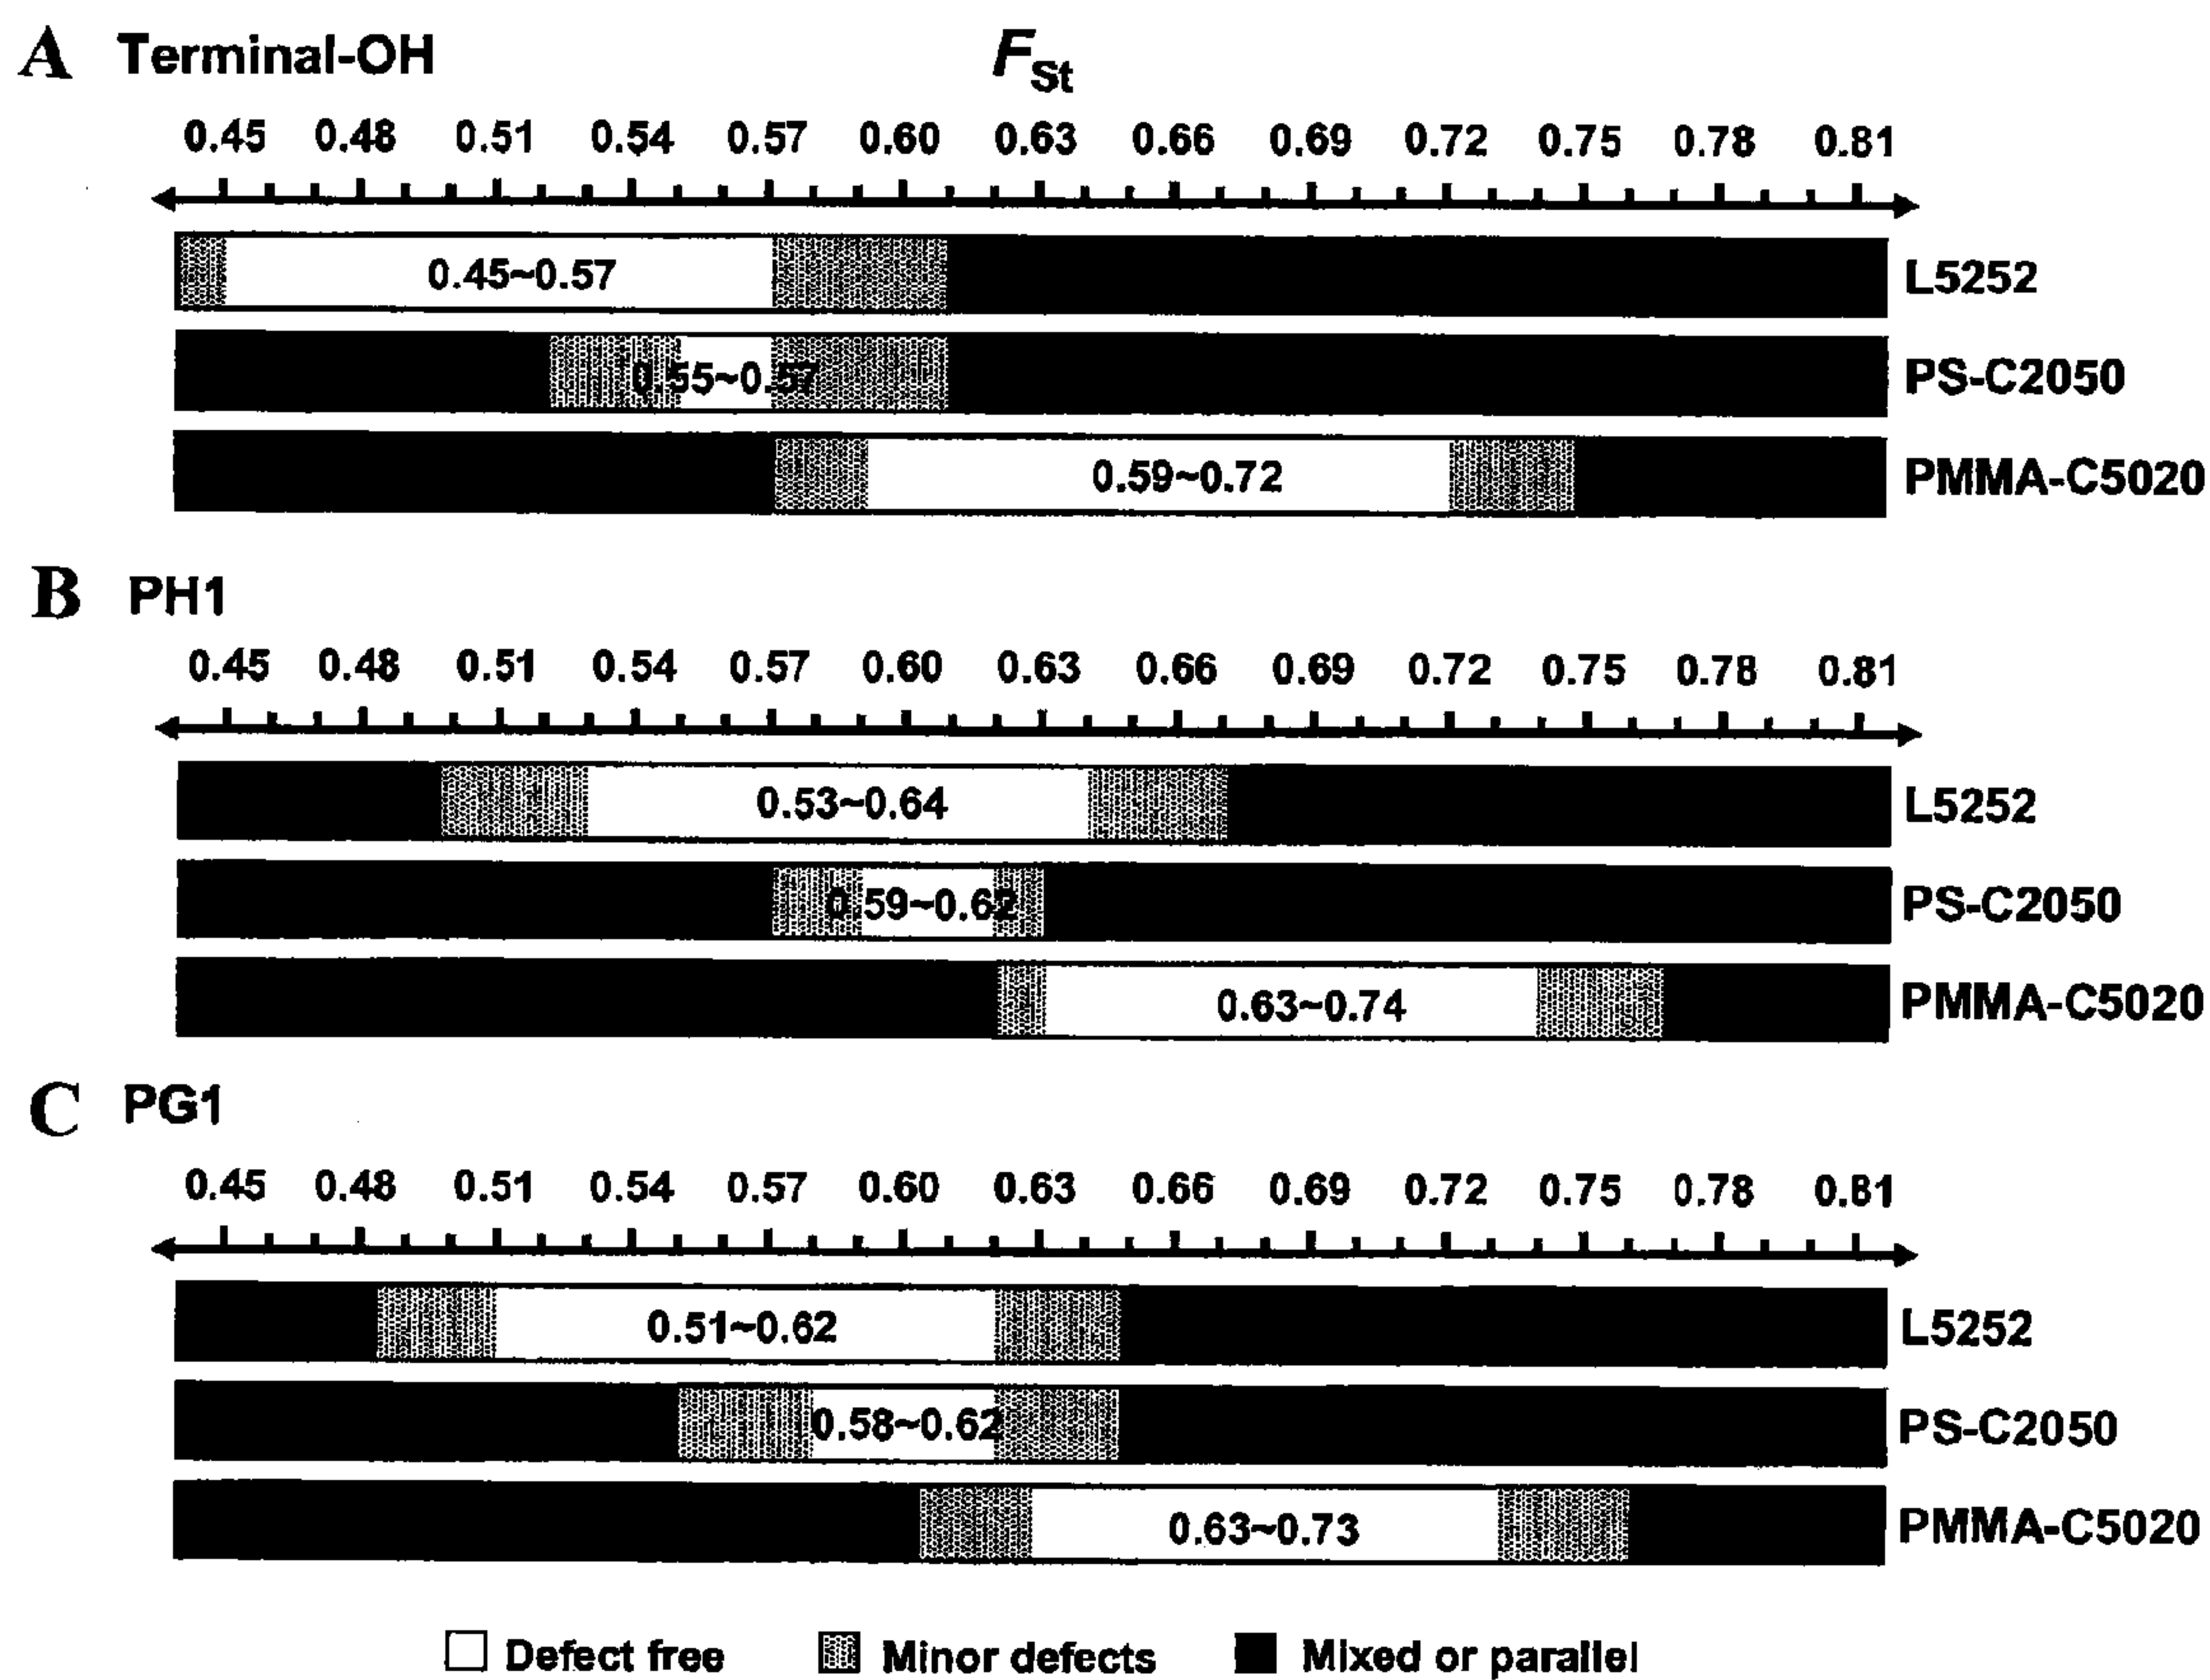 A Terminal-OH F_St
0.45 0.48 0.51 0.54 0.57 0.60 0.63 0.66 0.69 0.72 0.75 0.78 0.81
0.45~0.57 L5252
0.55~0.57 PS-C2050
0.59~0.72 PMMA-C5020
B PH1
0.45 0.48 0.51 0.54 0.57 0.60 0.63 0.66 0.69 0.72 0.75 0.78 0.81
0.53~0.64 L5252
0.59~0.62 PS-C2050
0.63~0.74 PMMA-C5020
C PG1
0.45 0.48 0.51 0.54 0.57 0.60 0.63 0.66 0.69 0.72 0.75 0.78 0.81
0.51~0.62 L5252
0.58~0.62 PS-C2050
0.63~0.73 PMMA-C5020
Defect free Minor defects Mixed or parallel